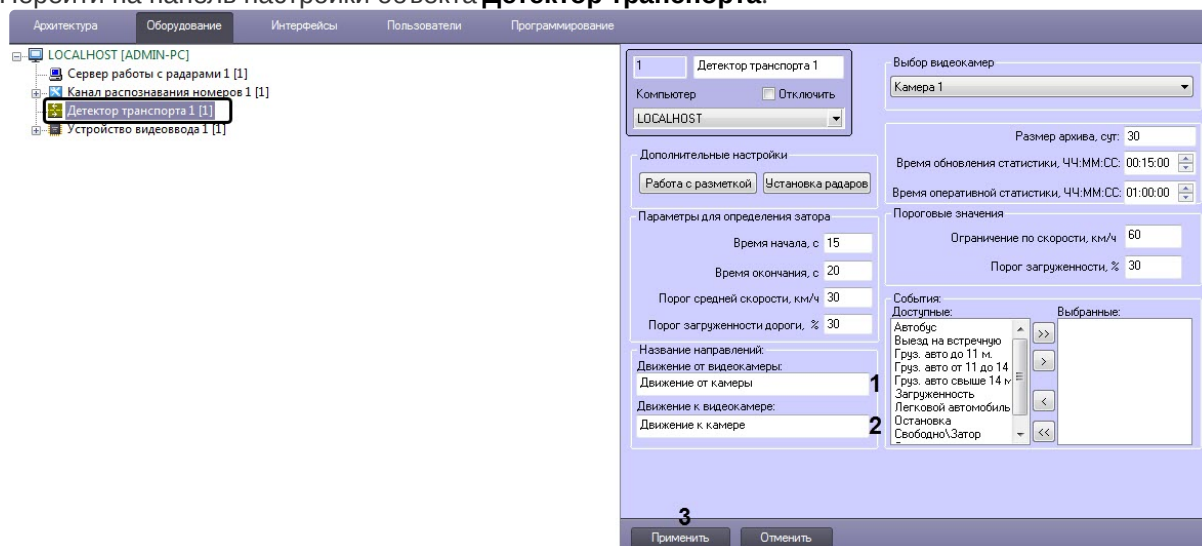 Перейти на панель настройки объекта Детектор транспорта.
Архитектура Оборудование Интерфейсы Пользователи Программирование
LOCALHOST [ADMIN-PC]
Сервер работы с радарами 1 [1]
Канал распознавания номеров 1 [1]
Детектор транспорта 1 [1]
Устройство видеоввода 1 [1]
1 Детектор транспорта 1
Компьютер Отключить
LOCALHOST
Выбор видеокамер
Камера 1
Дополнительные настройки
Работа с разметкой Установка радаров
Размер архива, сут: 30
Время обновления статистики, ЧЧ:ММ:СС: 00:15:00
Время оперативной статистики, ЧЧ:ММ:СС: 01:00:00
Параметры для определения затора
Время начала, с 15
Время окончания, с 20
Порог средней скорости, км/ч 30
Порог загруженности дороги, % 30
Пороговые значения
Ограничение по скорости, км/ч 60
Порог загруженности, % 30
Название направлений:
Движение от видеокамеры:
Движение от камеры 1
Движение к видеокамере:
Движение к камере 2
События:
Доступные: Выбранные:
Автобус
Выезд на встречную
Груз. авто до 11 м.
Груз. авто от 11 до 14
Груз. авто свыше 14 м
Загруженность
Легковой автомобиль
Остановка
Свободно\Затор
>>
>
<
<<
3
Применить Отменить